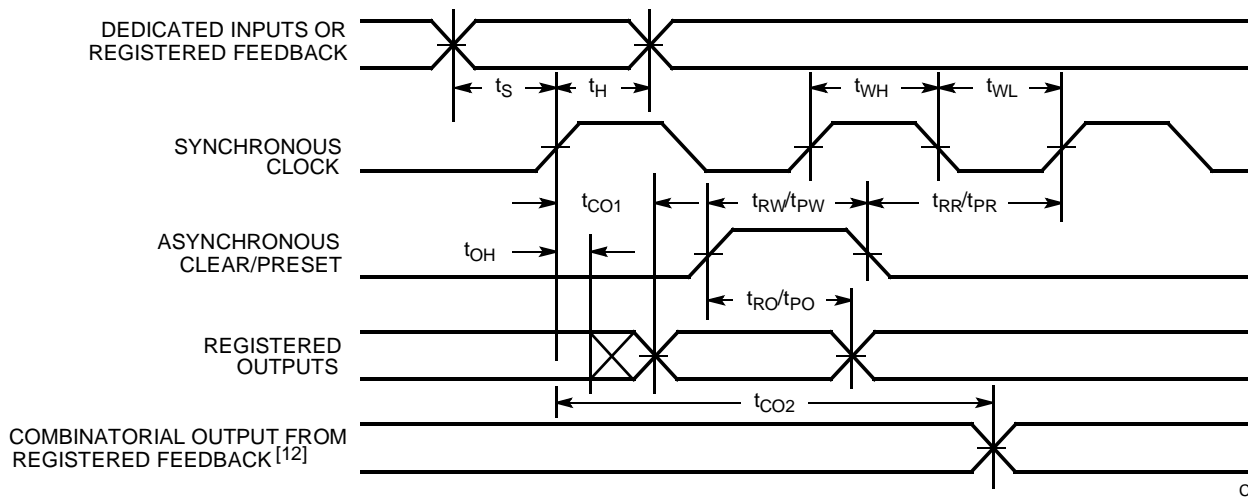 DEDICATED INPUTS OR
REGISTERED FEEDBACK
tS
tH
tWH
tWL
SYNCHRONOUS
CLOCK
tCO1
tRW/tPW
tRR/tPR
ASYNCHRONOUS
CLEAR/PRESET
tOH
tRO/tPO
REGISTERED
OUTPUTS
tCO2
COMBINATORIAL OUTPUT FROM
REGISTERED FEEDBACK [12]